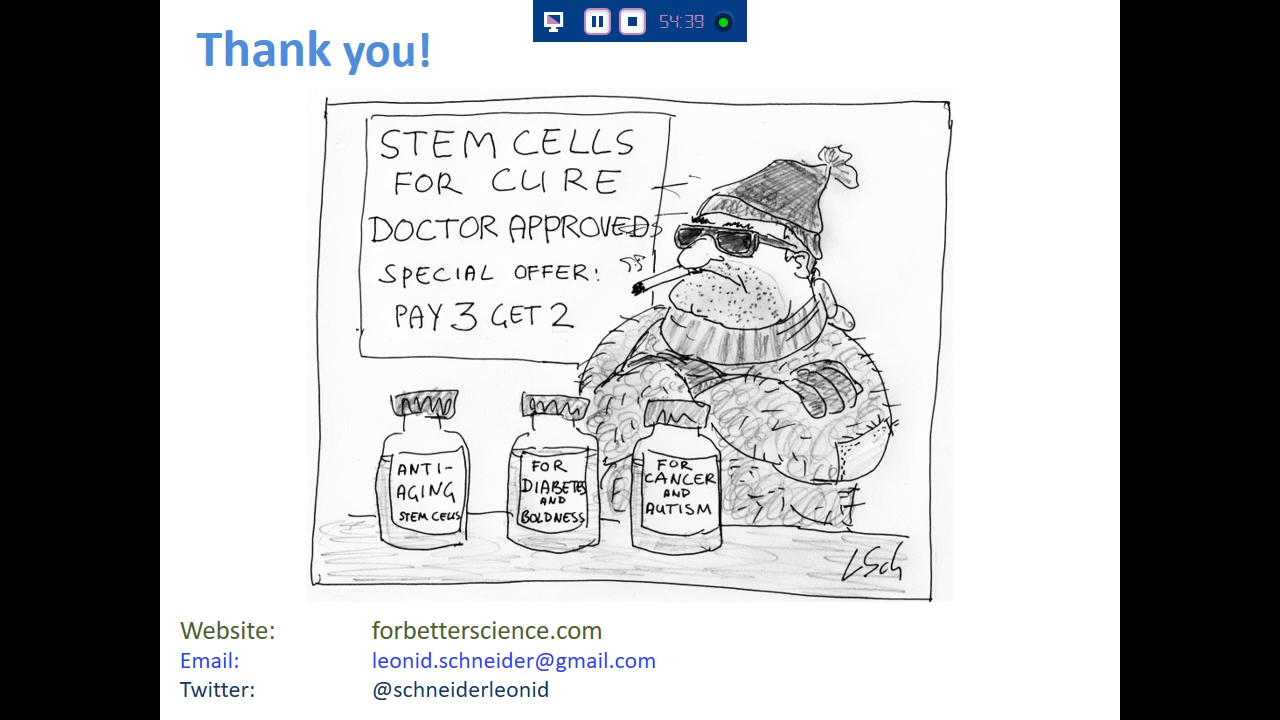 54:39
Thank you!
STEM CELLS
FOR CURE
DOCTOR APPROVEDS
SPECIAL OFFER:
PAY 3 GET 2
ANTI-
AGING
STEM CELLS
FOR
DIABETES
AND
BOLDNESS
FOR
CANCER
AND
AUTISM
LSch
Website: forbetterscience.com
Email: leonid.schneider@gmail.com
Twitter: @schneiderleonid